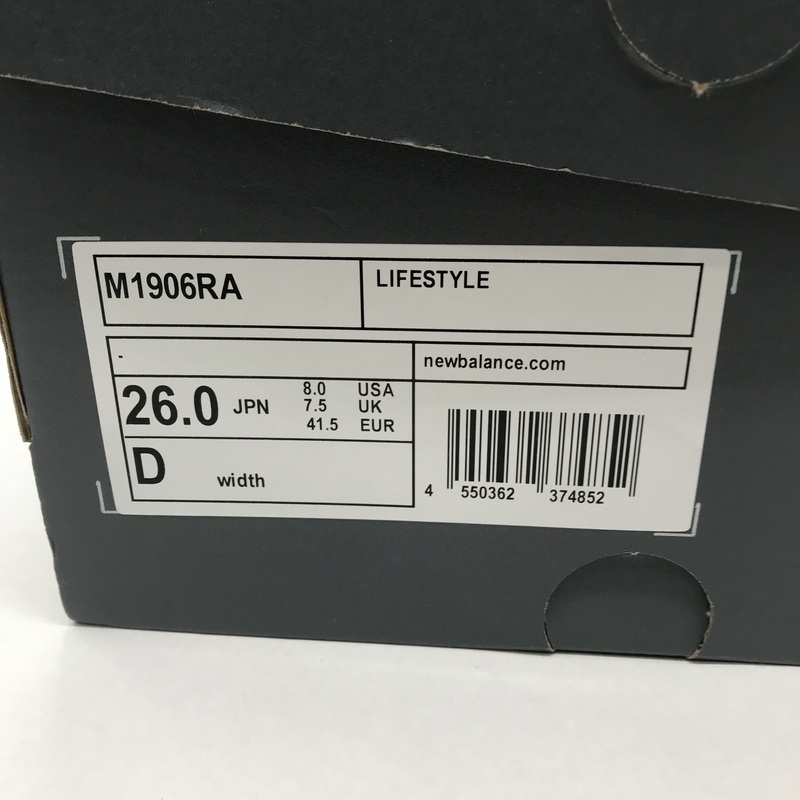 M1906RA
LIFESTYLE
-
newbalance.com
26.0 JPN
8.0 USA
7.5 UK
41.5 EUR
D width
4 550362 374852